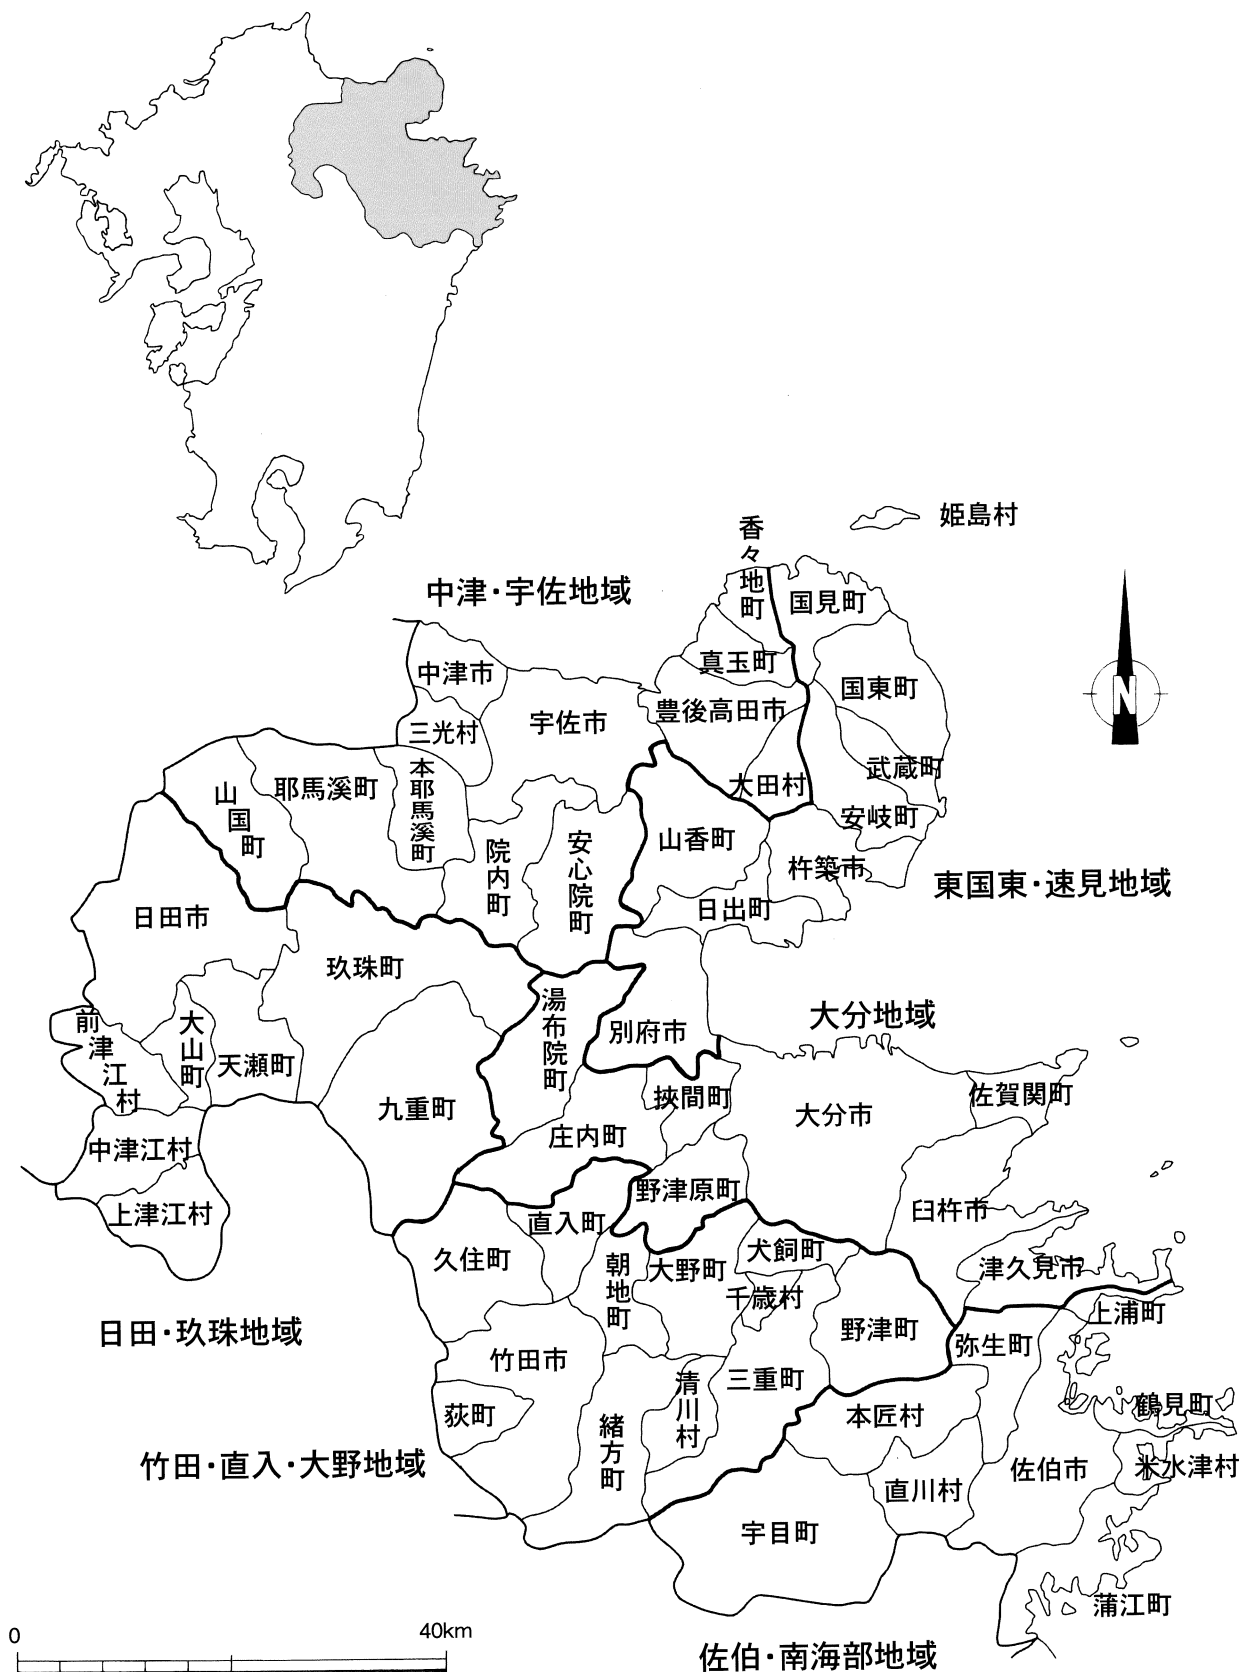 姫島村
香々地町
国見町
中津・宇佐地域
中津市
真玉町
国東町
豊後高田市
宇佐市
三光村
武蔵町
大田村
本耶馬溪町
耶馬溪町
山国町
安岐町
山香町
院内町
安心院町
杵築市
東国東・速見地域
日出町
日田市
玖珠町
湯布院町
大分地域
別府市
前津江村
大山町
天瀬町
九重町
挾間町
大分市
佐賀関町
庄内町
中津江村
野津原町
上津江村
直入町
臼杵市
久住町
朝地町
大野町
犬飼町
津久見市
千歳村
上浦町
日田・玖珠地域
野津町
弥生町
竹田市
三重町
清川村
荻町
緒方町
本匠村
鶴見町
竹田・直入・大野地域
佐伯市
米水津村
直川村
宇目町
蒲江町
佐伯・南海部地域
N
0
40km